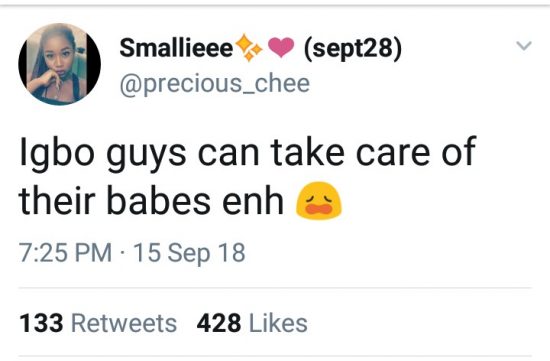 Smallieee✨💗 (sept28)
@precious_chee
Igbo guys can take care of
their babes enh 😩
7:25 PM · 15 Sep 18
133 Retweets 428 Likes